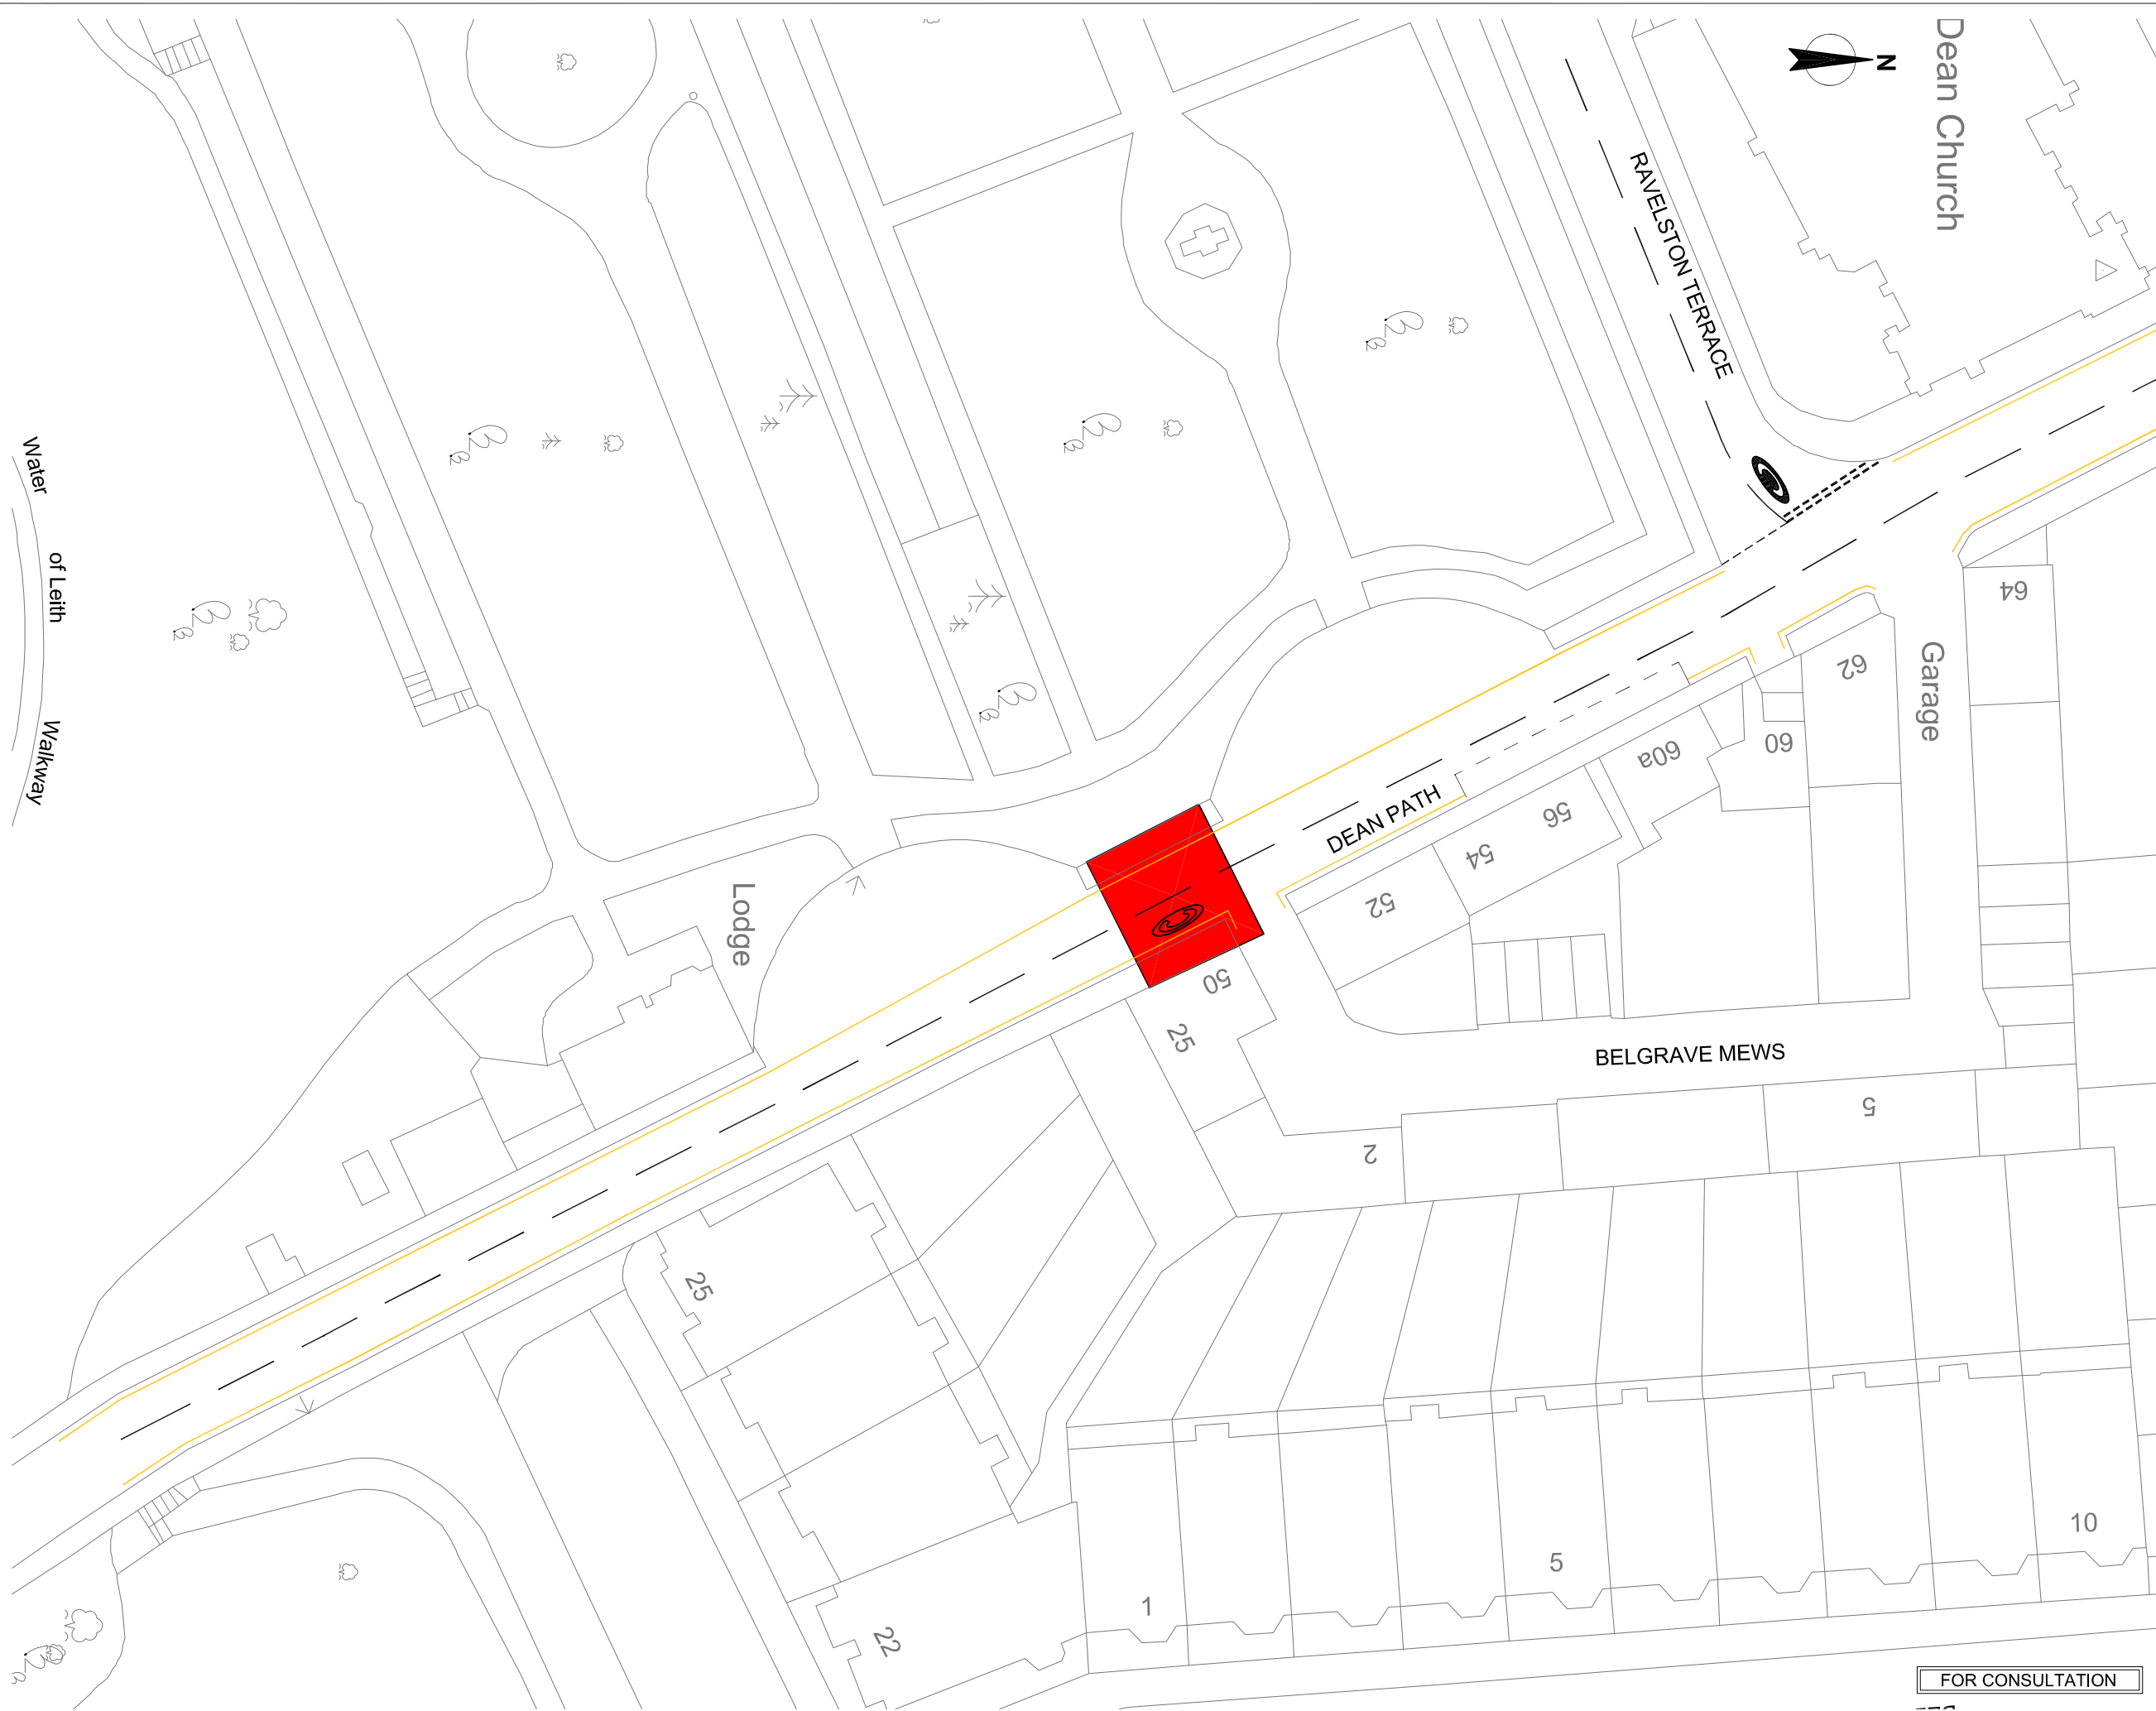 Dean Church
N
RAVELSTON TERRACE
Water
of Leith
Walkway
64
Garage
62
60
60a
DEAN PATH
56
54
52
Lodge
50
25
BELGRAVE MEWS
5
2
25
10
5
1
22
FOR CONSULTATION